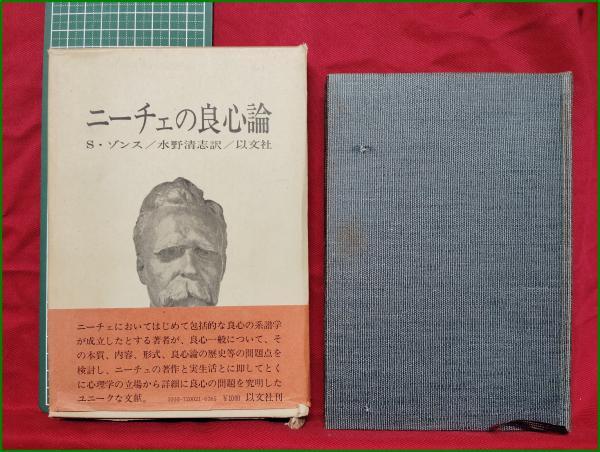 ニーチェの良心論
S・ゾンス／水野清志訳／以文社
ニーチェにおいてはじめて包括的な良心の系譜学
が成立したとする著者が、良心一般について、そ
の本質、内容、形式、良心論の歴史等の問題点を
検討し、ニーチェの著作と実生活とに即してとく
に心理学の立場から詳細に良心の問題を究明した
ユニークな文献。 ¥1000 以文社刊